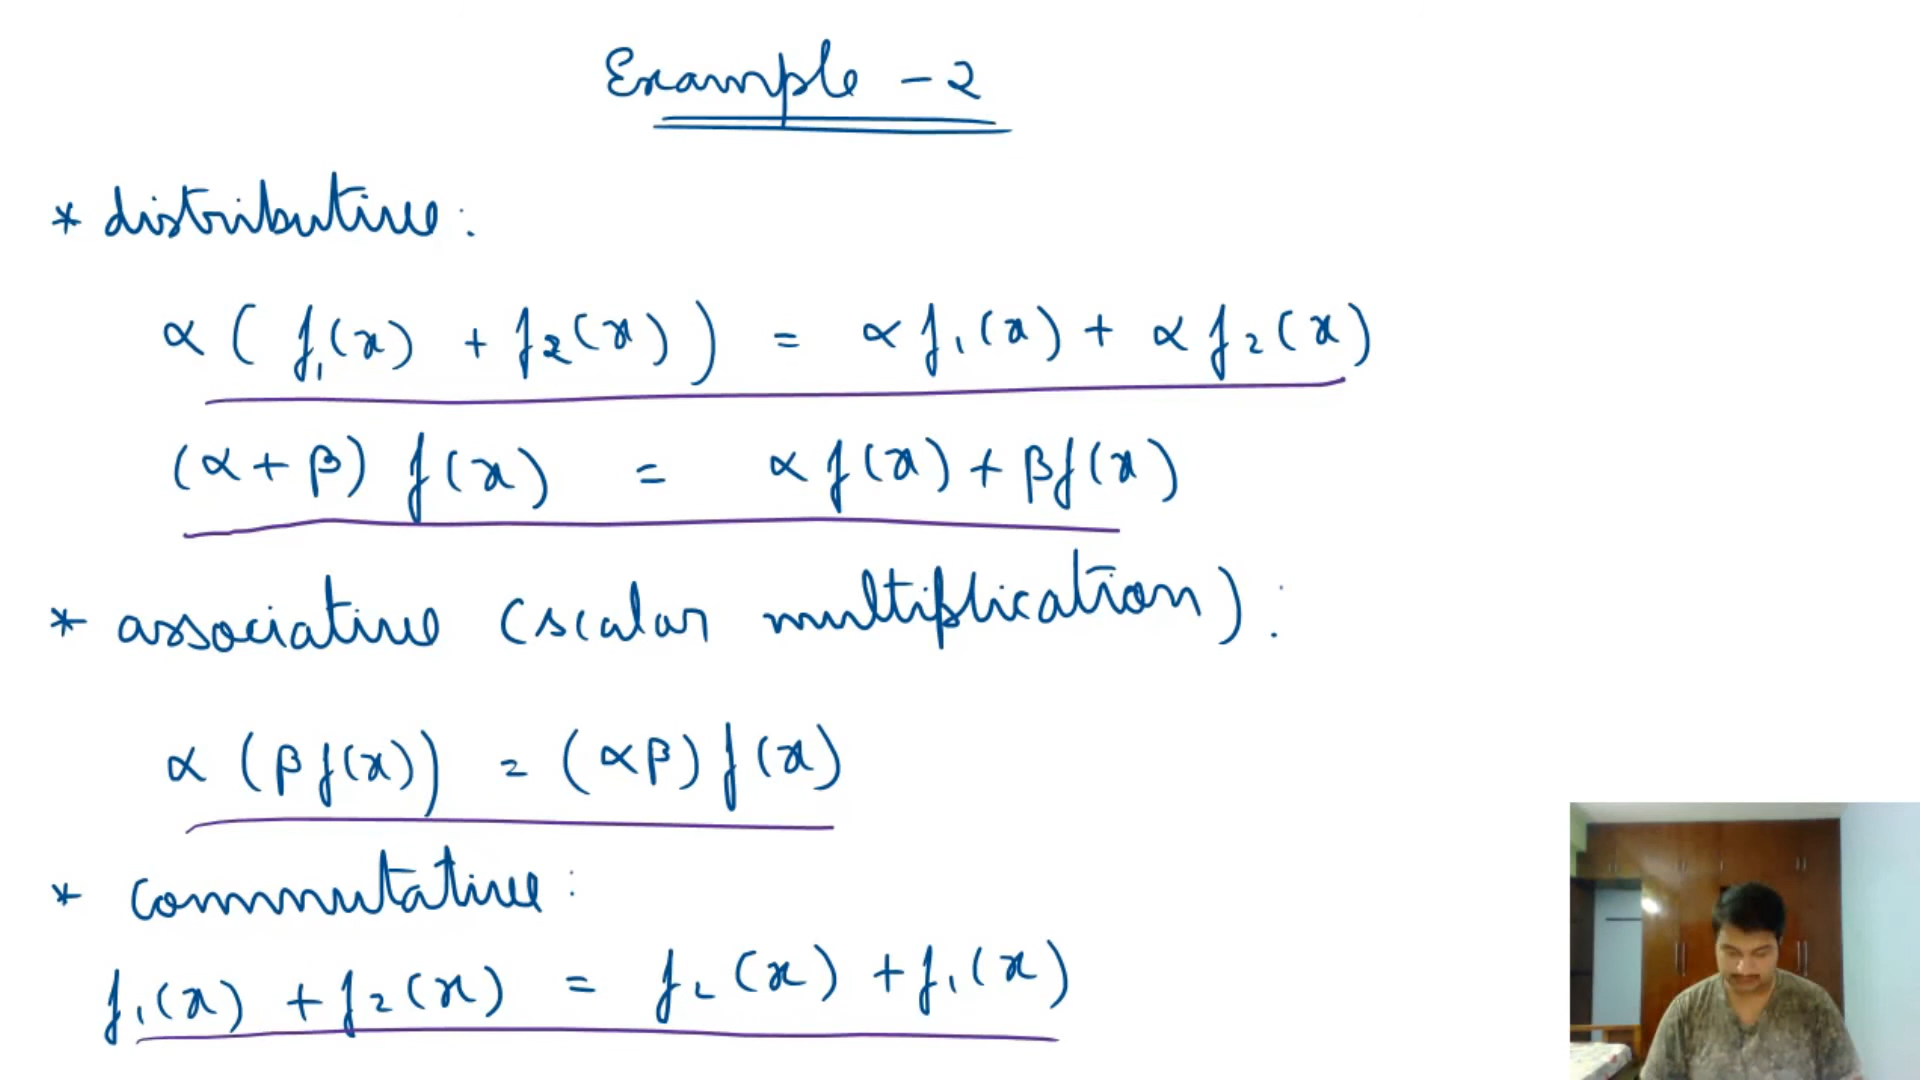 Example - 2
* distributive:
α ( f₁(x) + f₂(x) ) = α f₁(x) + α f₂(x)
(α + β) f(x) = α f(x) + β f(x)
* associative (scalar multiplication):
α (β f(x)) = (αβ) f(x)
* commutative:
f₁(x) + f₂(x) = f₂(x) + f₁(x)